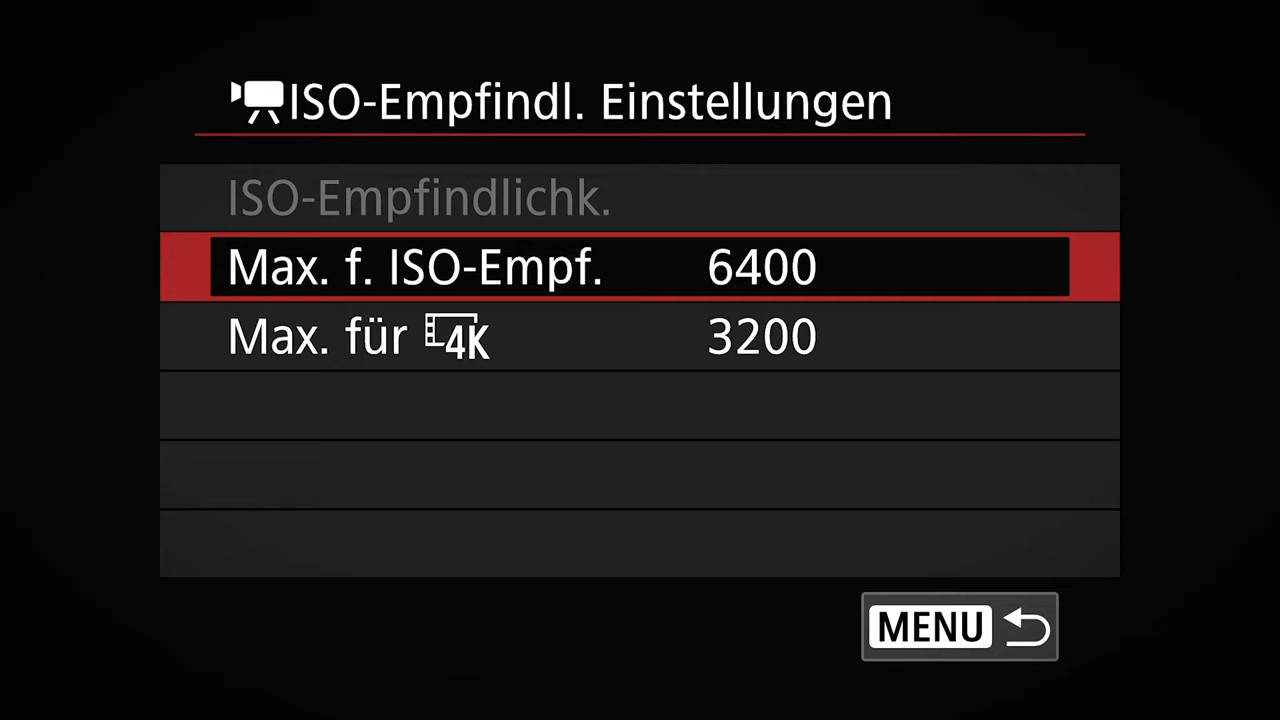 ISO-Empfindl. Einstellungen
ISO-Empfindlichk.
Max. f. ISO-Empf. 6400
Max. für 4K 3200
MENU